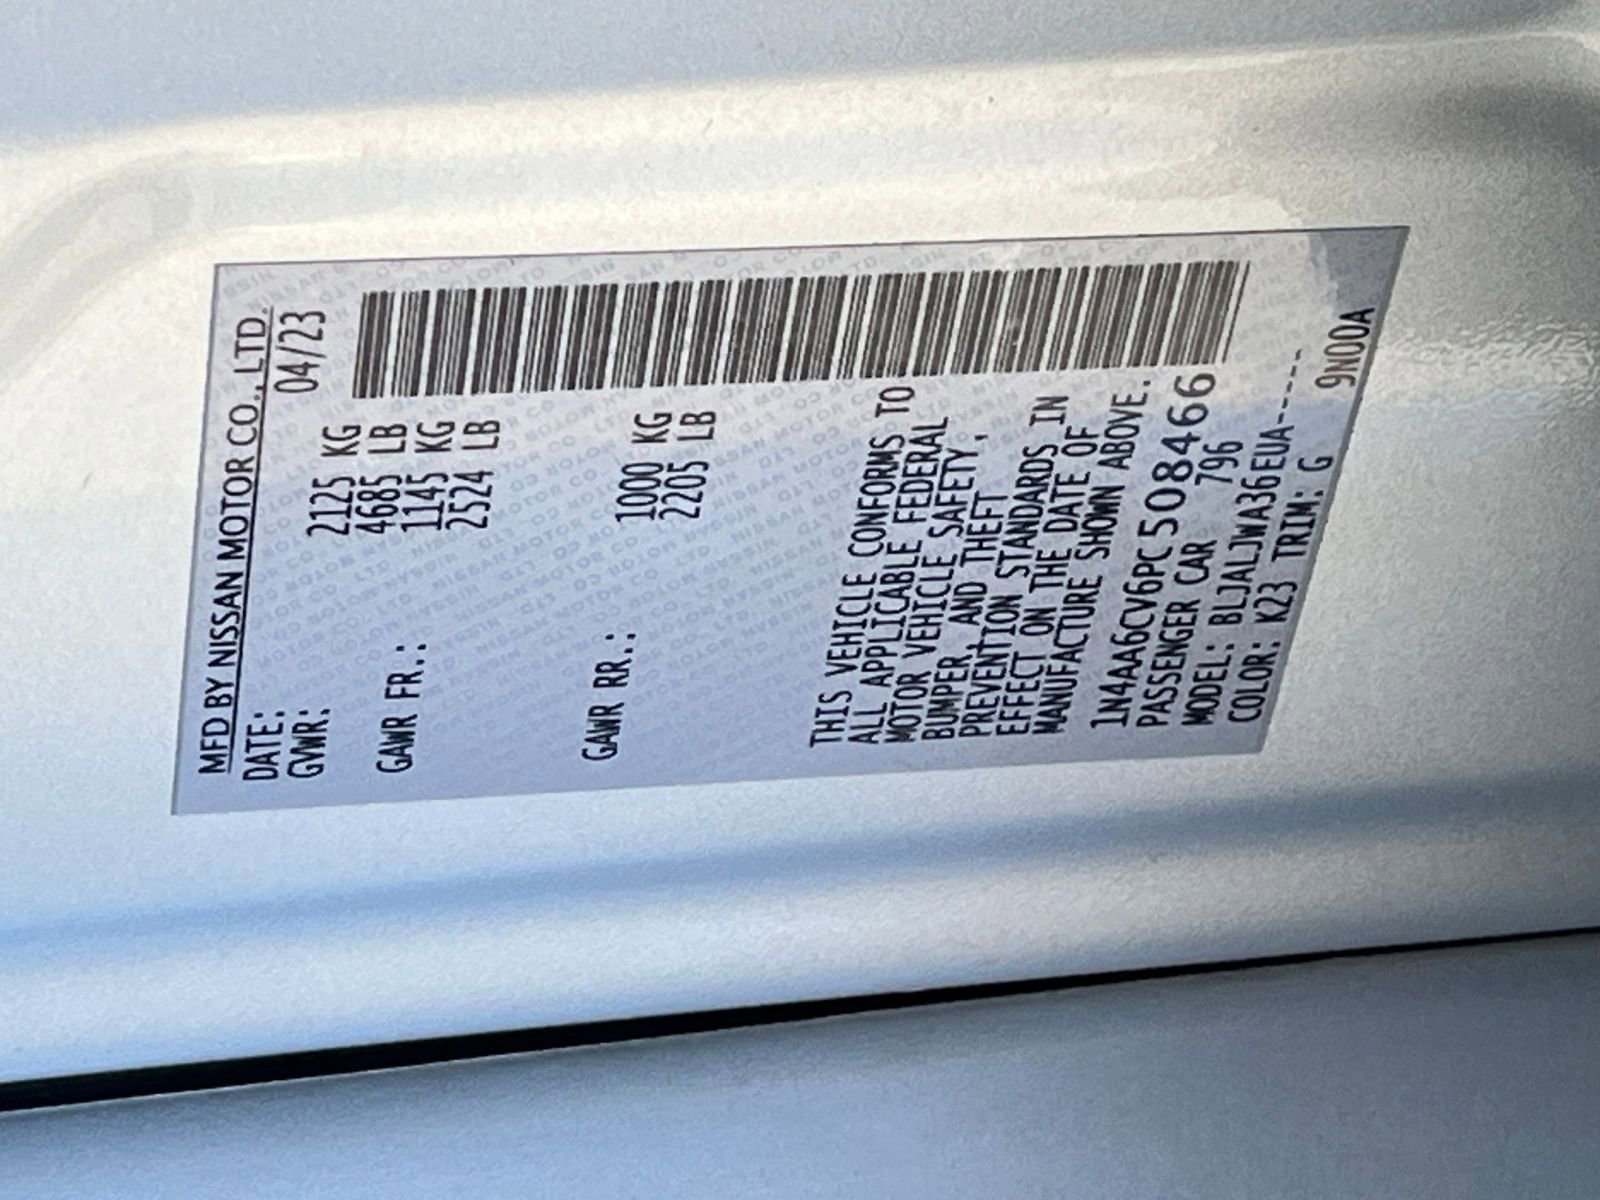 MFD BY NISSAN MOTOR CO., LTD.
DATE: 04/23
GVWR: 2125 KG
4685 LB
GAWR FR.: 1145 KG
2524 LB
GAWR RR.: 1000 KG
2205 LB
THIS VEHICLE CONFORMS TO
ALL APPLICABLE FEDERAL
MOTOR VEHICLE SAFETY,
BUMPER, AND THEFT
PREVENTION STANDARDS IN
EFFECT ON THE DATE OF
MANUFACTURE SHOWN ABOVE.
1N4AA6CV6PC508466
PASSENGER CAR 796
MODEL: BLJALJWA36EUA-----
COLOR: K23 TRIM: G
9N00A